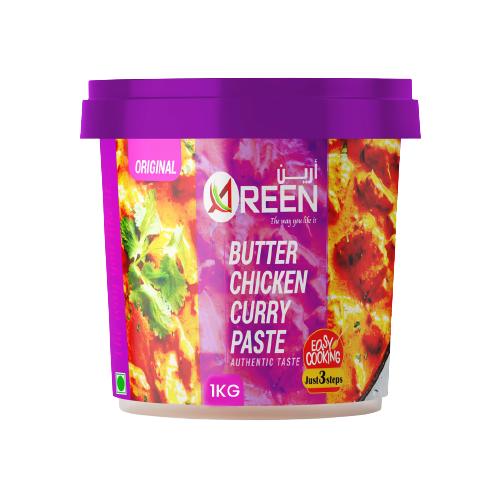 ORIGINAL
أرين
AREEN
The way you like it
BUTTER
CHICKEN
CURRY
PASTE
AUTHENTIC TASTE
1KG
EASY
COOKING
Just 3 steps